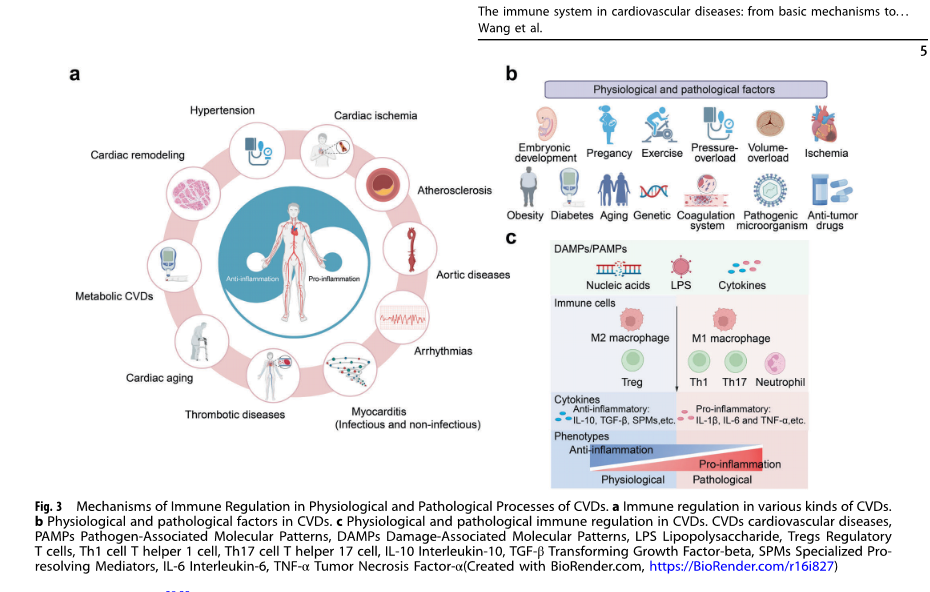 The immune system in cardiovascular diseases: from basic mechanisms to...
Wang et al.
5
a
Hypertension
Cardiac ischemia
Cardiac remodeling
Atherosclerosis
Anti-inflammation
Pro-inflammation
Aortic diseases
Metabolic CVDs
Arrhythmias
Cardiac aging
Thrombotic diseases
Myocarditis
(Infectious and non-infectious)
b
Physiological and pathological factors
Embryonic
development
Pregancy
Exercise
Pressure-
overload
Volume-
overload
Ischemia
Obesity
Diabetes
Aging
Genetic
Coagulation
system
Pathogenic
microorganism
Anti-tumor
drugs
c
DAMPs/PAMPs
Nucleic acids
LPS
Cytokines
Immune cells
M2 macrophage
M1 macrophage
Treg
Th1
Th17
Neutrophil
Cytokines
Anti-inflammatory:
IL-10, TGF-β, SPMs,etc.
Pro-inflammatory:
IL-1β, IL-6 and TNF-α,etc.
Phenotypes
Anti-inflammation
Pro-inflammation
Physiological
Pathological
Fig. 3 Mechanisms of Immune Regulation in Physiological and Pathological Processes of CVDs. a Immune regulation in various kinds of CVDs.
b Physiological and pathological factors in CVDs. c Physiological and pathological immune regulation in CVDs. CVDs cardiovascular diseases,
PAMPs Pathogen-Associated Molecular Patterns, DAMPs Damage-Associated Molecular Patterns, LPS Lipopolysaccharide, Tregs Regulatory
T cells, Th1 cell T helper 1 cell, Th17 cell T helper 17 cell, IL-10 Interleukin-10, TGF-β Transforming Growth Factor-beta, SPMs Specialized Pro-
resolving Mediators, IL-6 Interleukin-6, TNF-α Tumor Necrosis Factor-α(Created with BioRender.com, https://BioRender.com/r16i827)